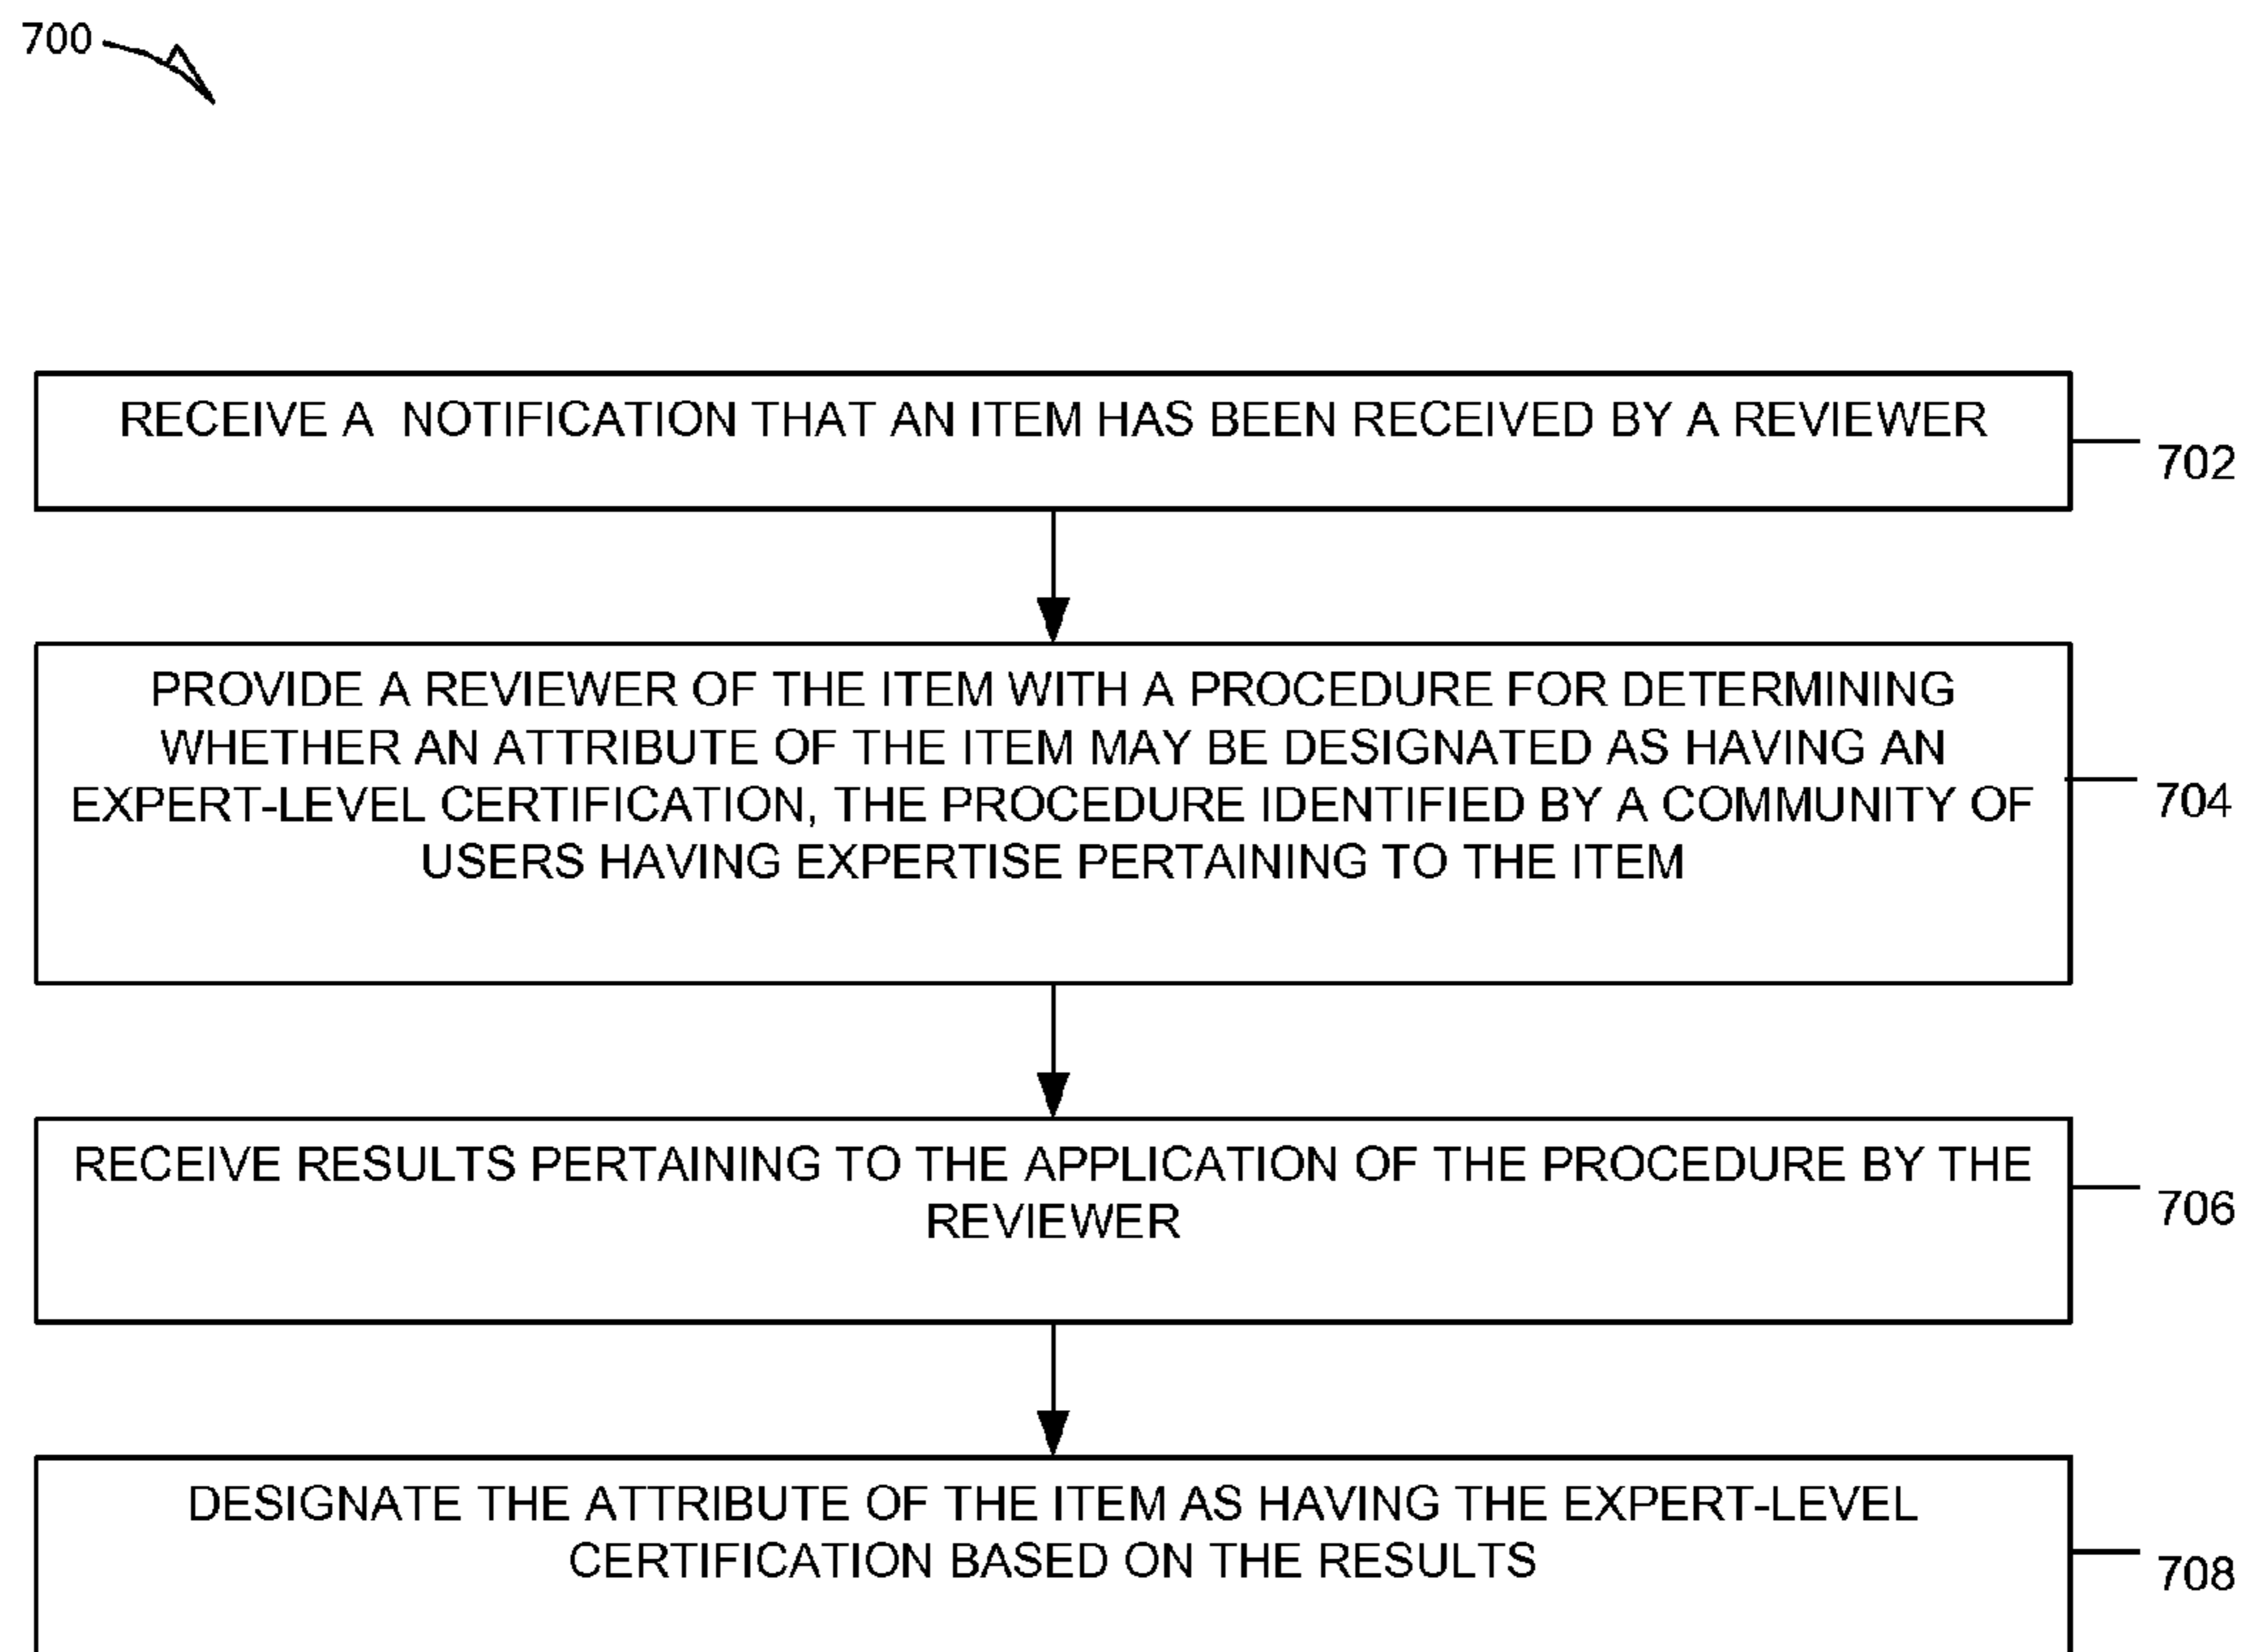 700
RECEIVE A  NOTIFICATION THAT AN ITEM HAS BEEN RECEIVED BY A REVIEWER
702
PROVIDE A REVIEWER OF THE ITEM WITH A PROCEDURE FOR DETERMINING
WHETHER AN ATTRIBUTE OF THE ITEM MAY BE DESIGNATED AS HAVING AN
EXPERT-LEVEL CERTIFICATION, THE PROCEDURE IDENTIFIED BY A COMMUNITY OF
USERS HAVING EXPERTISE PERTAINING TO THE ITEM
704
RECEIVE RESULTS PERTAINING TO THE APPLICATION OF THE PROCEDURE BY THE
REVIEWER
706
DESIGNATE THE ATTRIBUTE OF THE ITEM AS HAVING THE EXPERT-LEVEL
CERTIFICATION BASED ON THE RESULTS
708